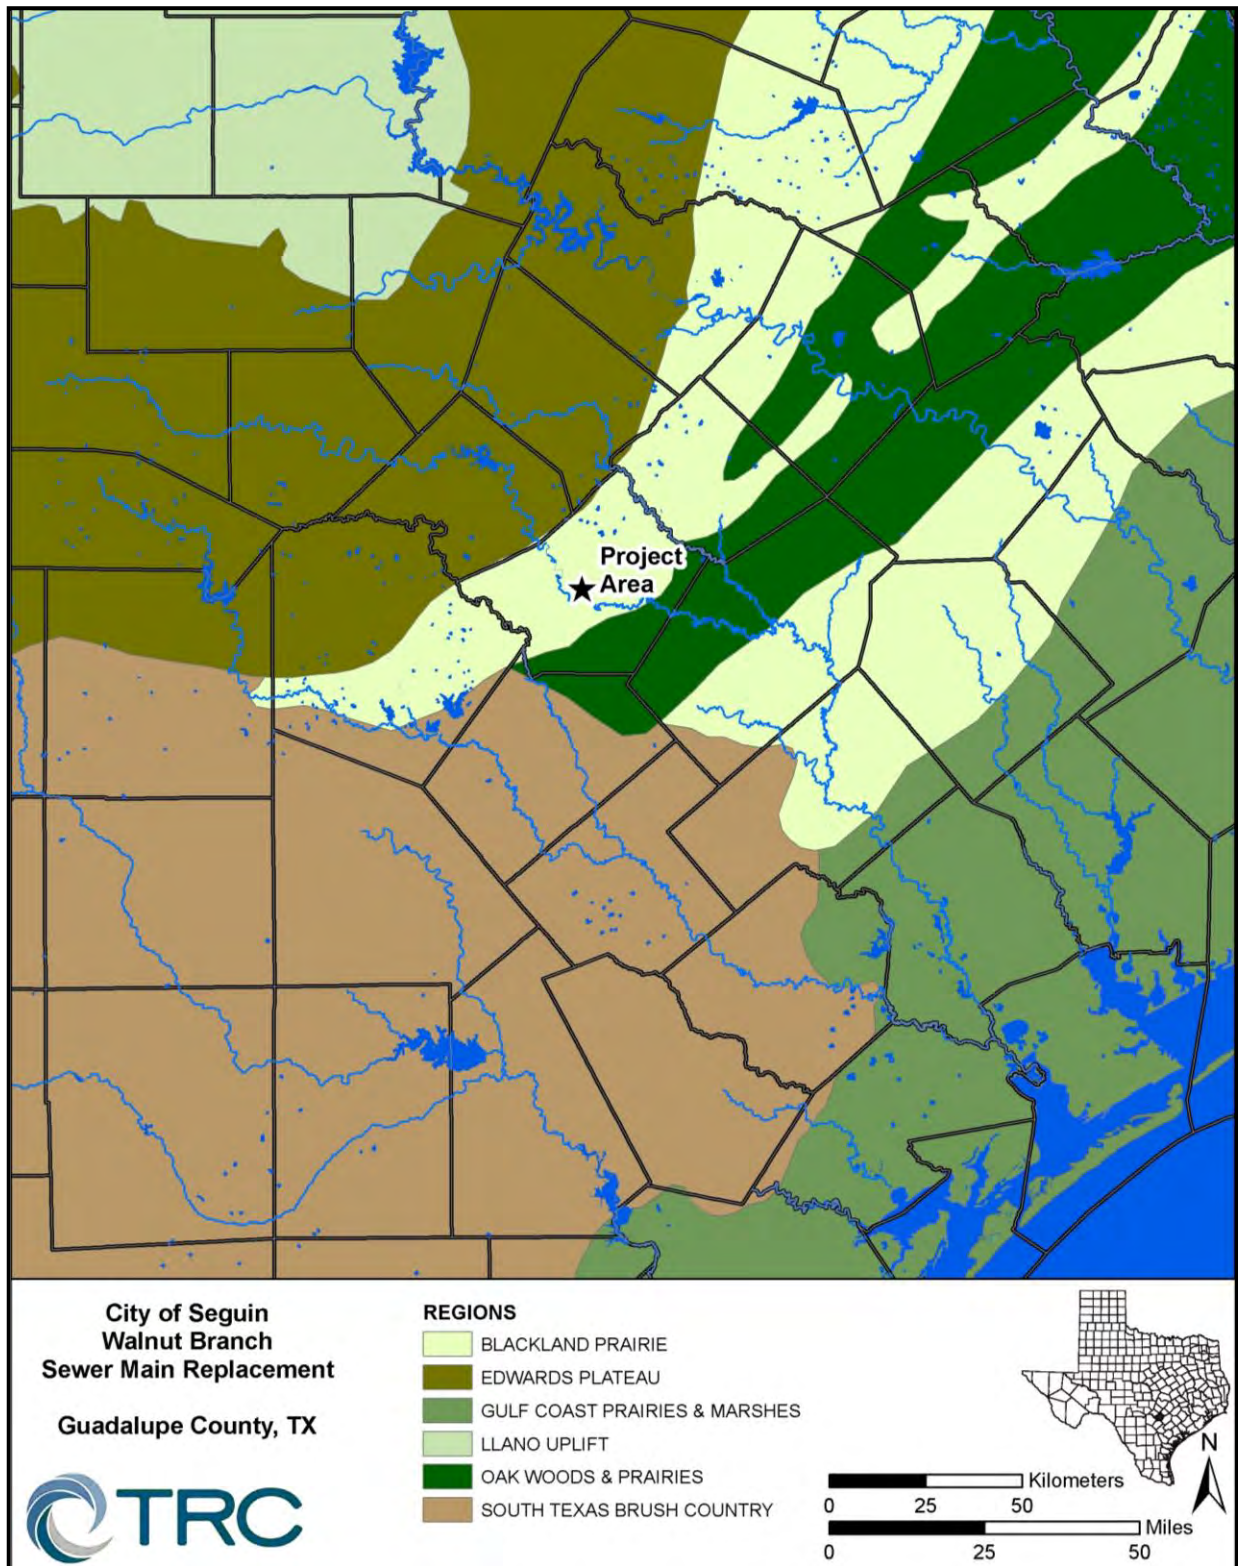 Project
Area
City of Seguin
Walnut Branch
Sewer Main Replacement
Guadalupe County, TX
TRC
REGIONS
BLACKLAND PRAIRIE
EDWARDS PLATEAU
GULF COAST PRAIRIES & MARSHES
LLANO UPLIFT
OAK WOODS & PRAIRIES
SOUTH TEXAS BRUSH COUNTRY
N
Kilometers
0 25 50
Miles
0 25 50